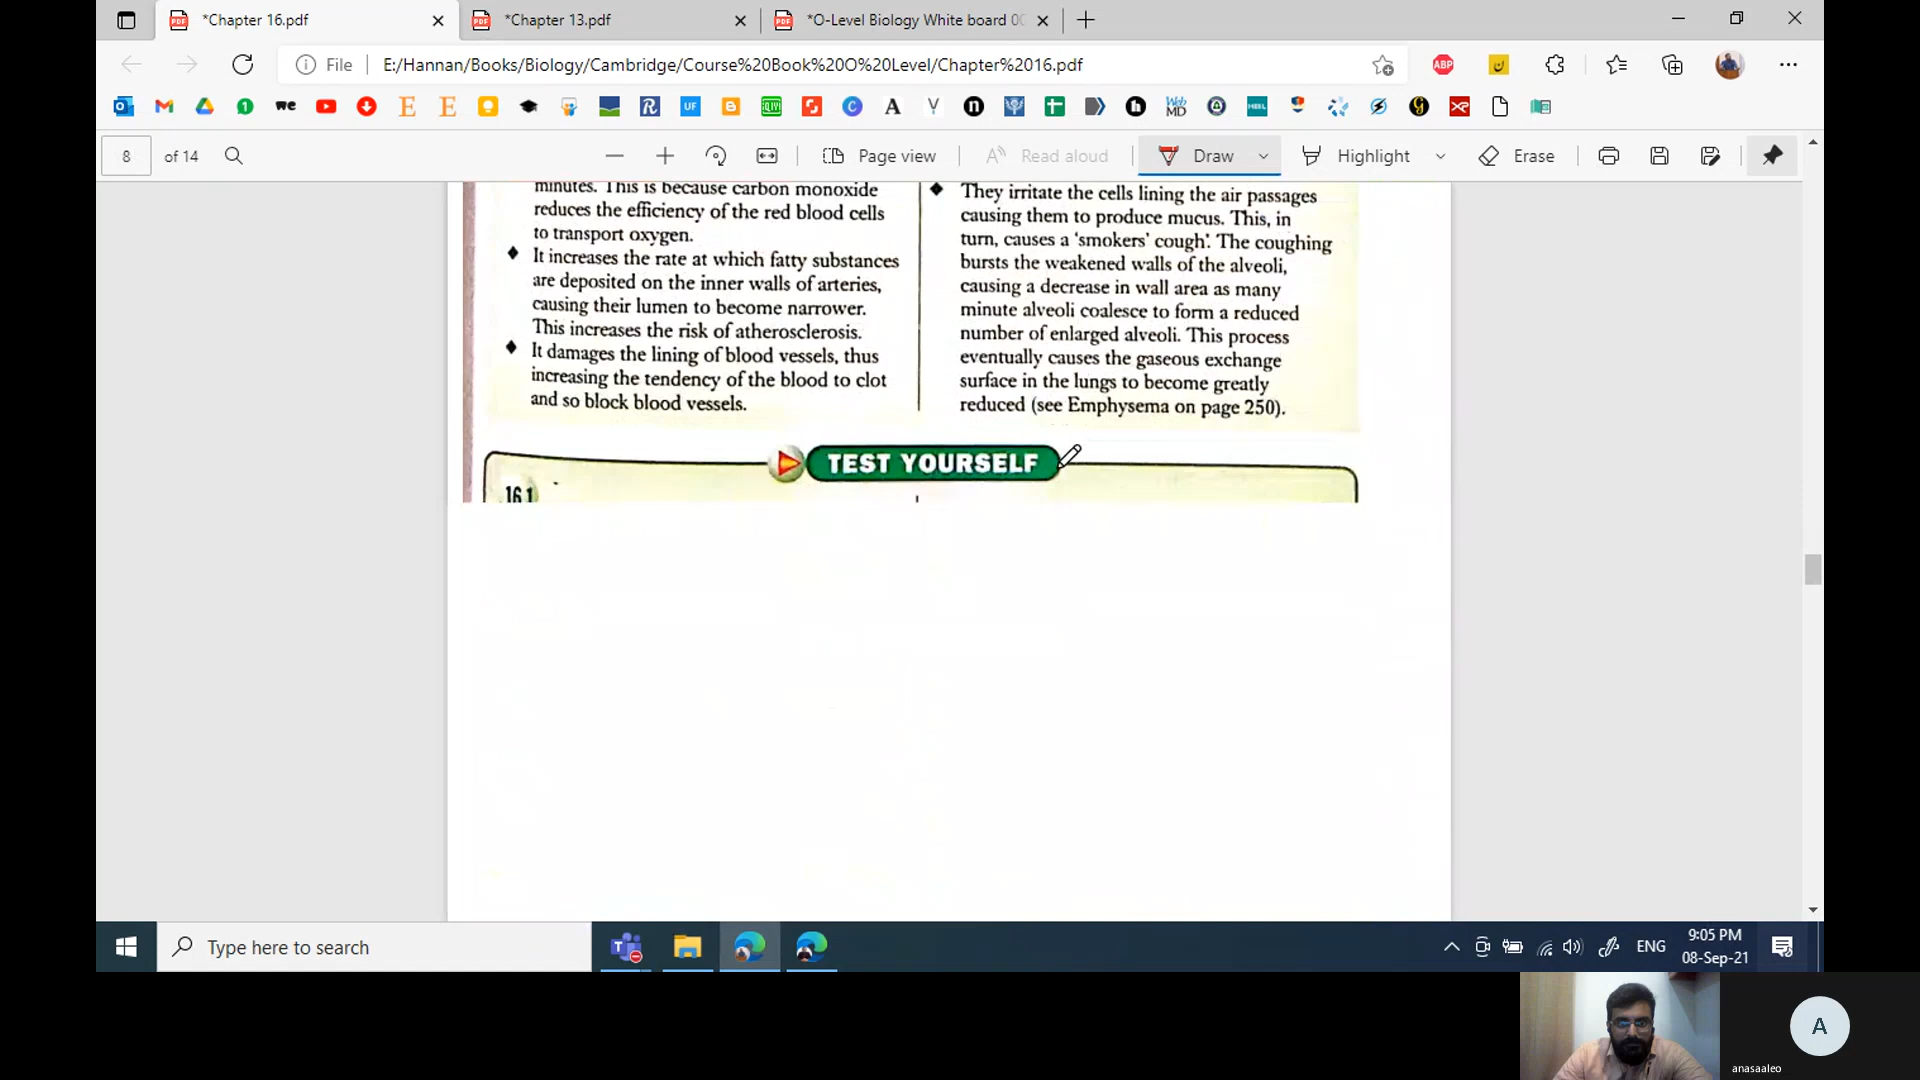 *Chapter 16.pdf
*Chapter 13.pdf
*O-Level Biology White board 00
File
E:/Hannan/Books/Biology/Cambridge/Course%20Book%20O%20Level/Chapter%2016.pdf
8 of 14
Page view
Read aloud
Draw
Highlight
Erase
minutes. This is because carbon monoxide
reduces the efficiency of the red blood cells
to transport oxygen.
It increases the rate at which fatty substances
are deposited on the inner walls of arteries,
causing their lumen to become narrower.
This increases the risk of atherosclerosis.
It damages the lining of blood vessels, thus
increasing the tendency of the blood to clot
and so block blood vessels.
They irritate the cells lining the air passages
causing them to produce mucus. This, in
turn, causes a ‘smokers’ cough’. The coughing
bursts the weakened walls of the alveoli,
causing a decrease in wall area as many
minute alveoli coalesce to form a reduced
number of enlarged alveoli. This process
eventually causes the gaseous exchange
surface in the lungs to become greatly
reduced (see Emphysema on page 250).
TEST YOURSELF
16.1
Type here to search
ENG
9:05 PM
08-Sep-21
A
anasaaleo